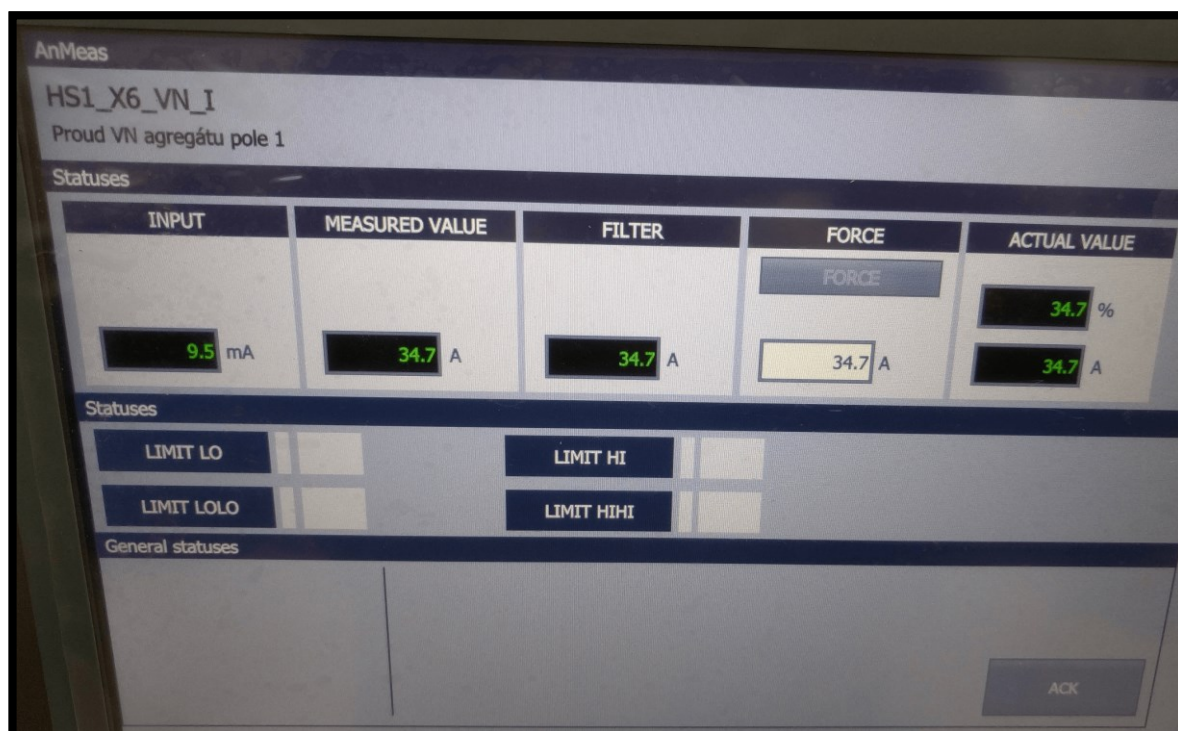 AnMeas
HS1_X6_VN_I
Proud VN agregátu pole 1
Statuses
INPUT MEASURED VALUE FILTER FORCE ACTUAL VALUE
FORCE
34.7 %
9.5 mA 34.7 A 34.7 A 34.7 A 34.7 A
Statuses
LIMIT LO LIMIT HI
LIMIT LOLO LIMIT HIHI
General statuses
ACK